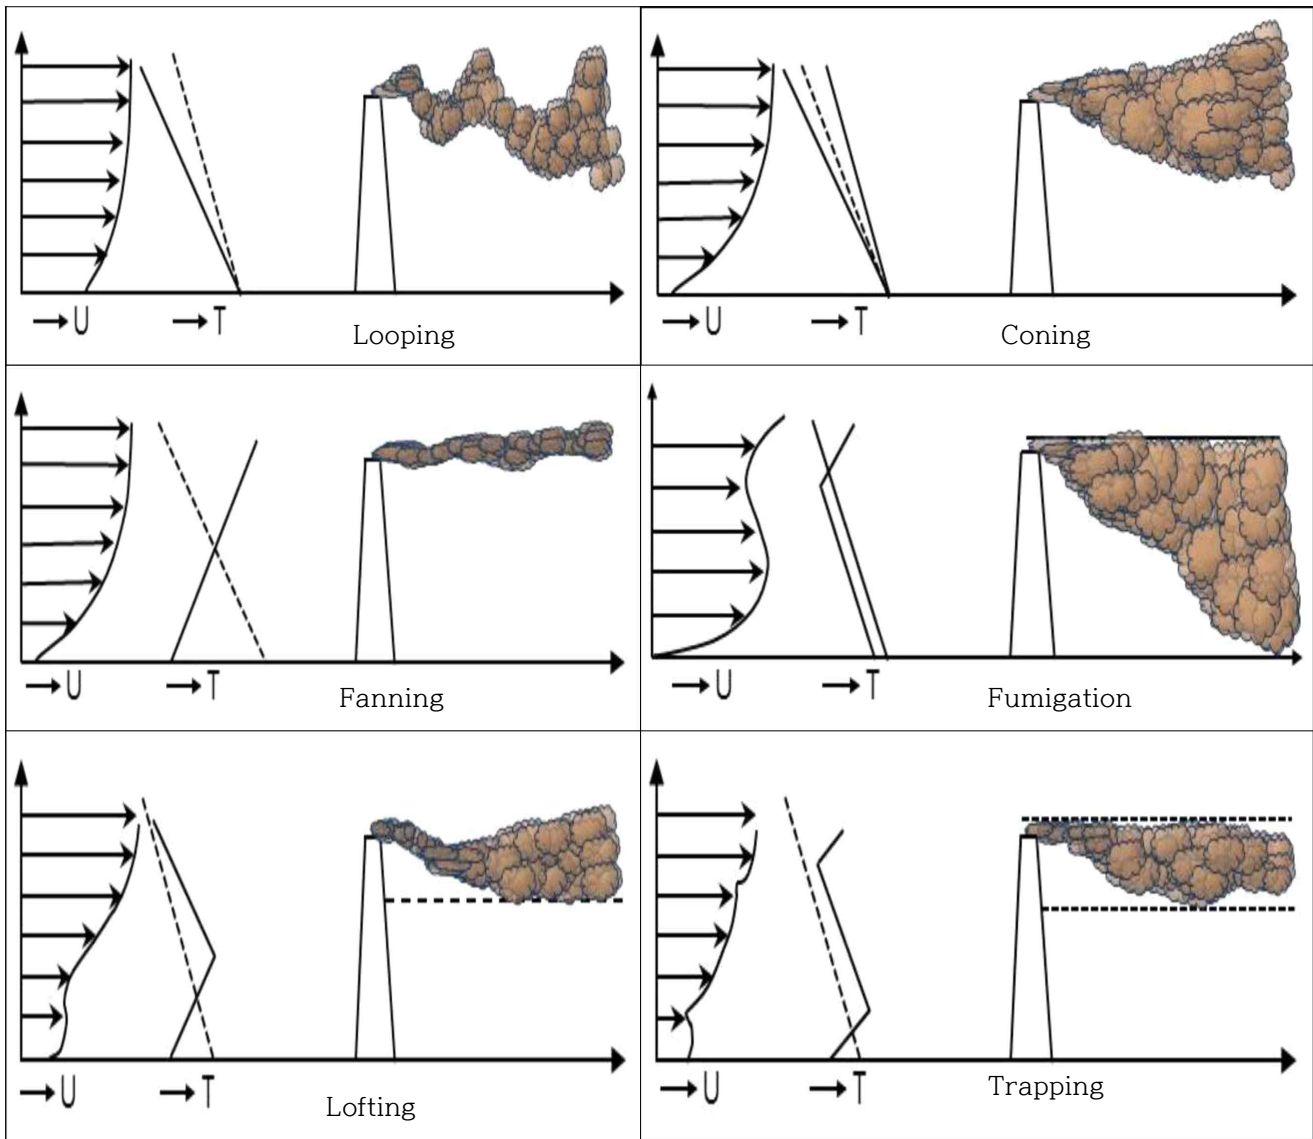 U T
Looping
U T
Coning
U T
Fanning
U T
Fumigation
U T
Lofting
U T
Trapping